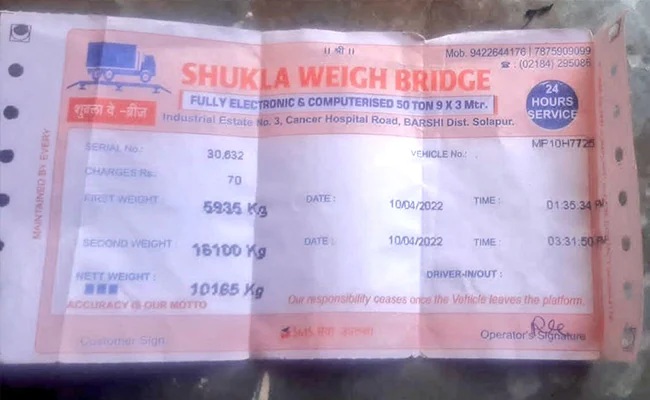 ॥ श्री ॥
Mob. 9422644176 | 7875909099
☎ : (02184) 295086
SHUKLA WEIGH BRIDGE
शुक्ला वे -ब्रीज
FULLY ELECTRONIC & COMPUTERISED 50 TON 9 X 3 Mtr.
24 HOURS SERVICE
Industrial Estate No. 3, Cancer Hospital Road, BARSHI Dist. Solapur.
SERIAL No.: 30,632 VEHICLE No.: MP10H7725
CHARGES Rs: 70
FIRST WEIGHT : 5935 Kg DATE : 10/04/2022 TIME : 01:35:34 PM
SECOND WEIGHT 16100 Kg DATE : 10/04/2022 TIME : 03:31:50 PM
NETT WEIGHT : 10165 Kg DRIVER-IN/OUT :
ACCURACY IS OUR MOTTO Our responsibility ceases once the Vehicle leaves the platform.
Customer Sign. Operator's Signature
MAINTAINED BY EVERY